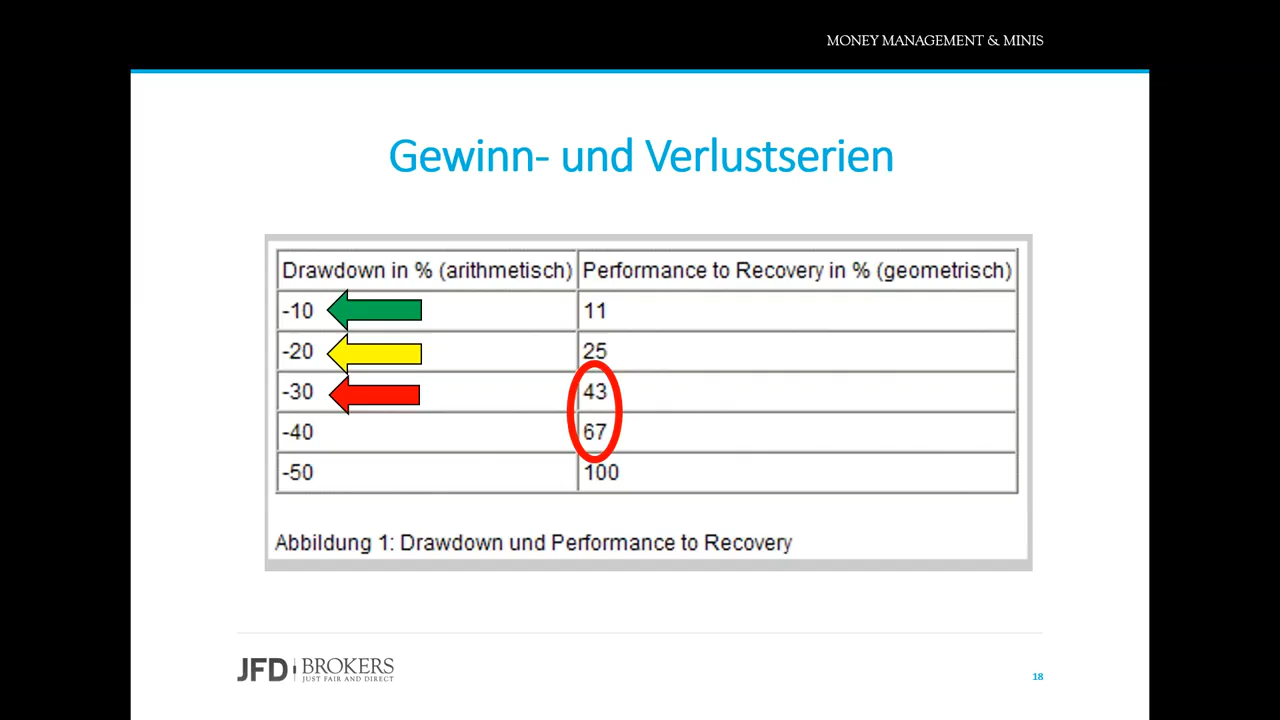 MONEY MANAGEMENT & MINIS
Gewinn- und Verlustserien
Drawdown in % (arithmetisch) Performance to Recovery in % (geometrisch)
-10 11
-20 25
-30 43
-40 67
-50 100
Abbildung 1: Drawdown und Performance to Recovery
JFD BROKERS
JUST FAIR AND DIRECT
18